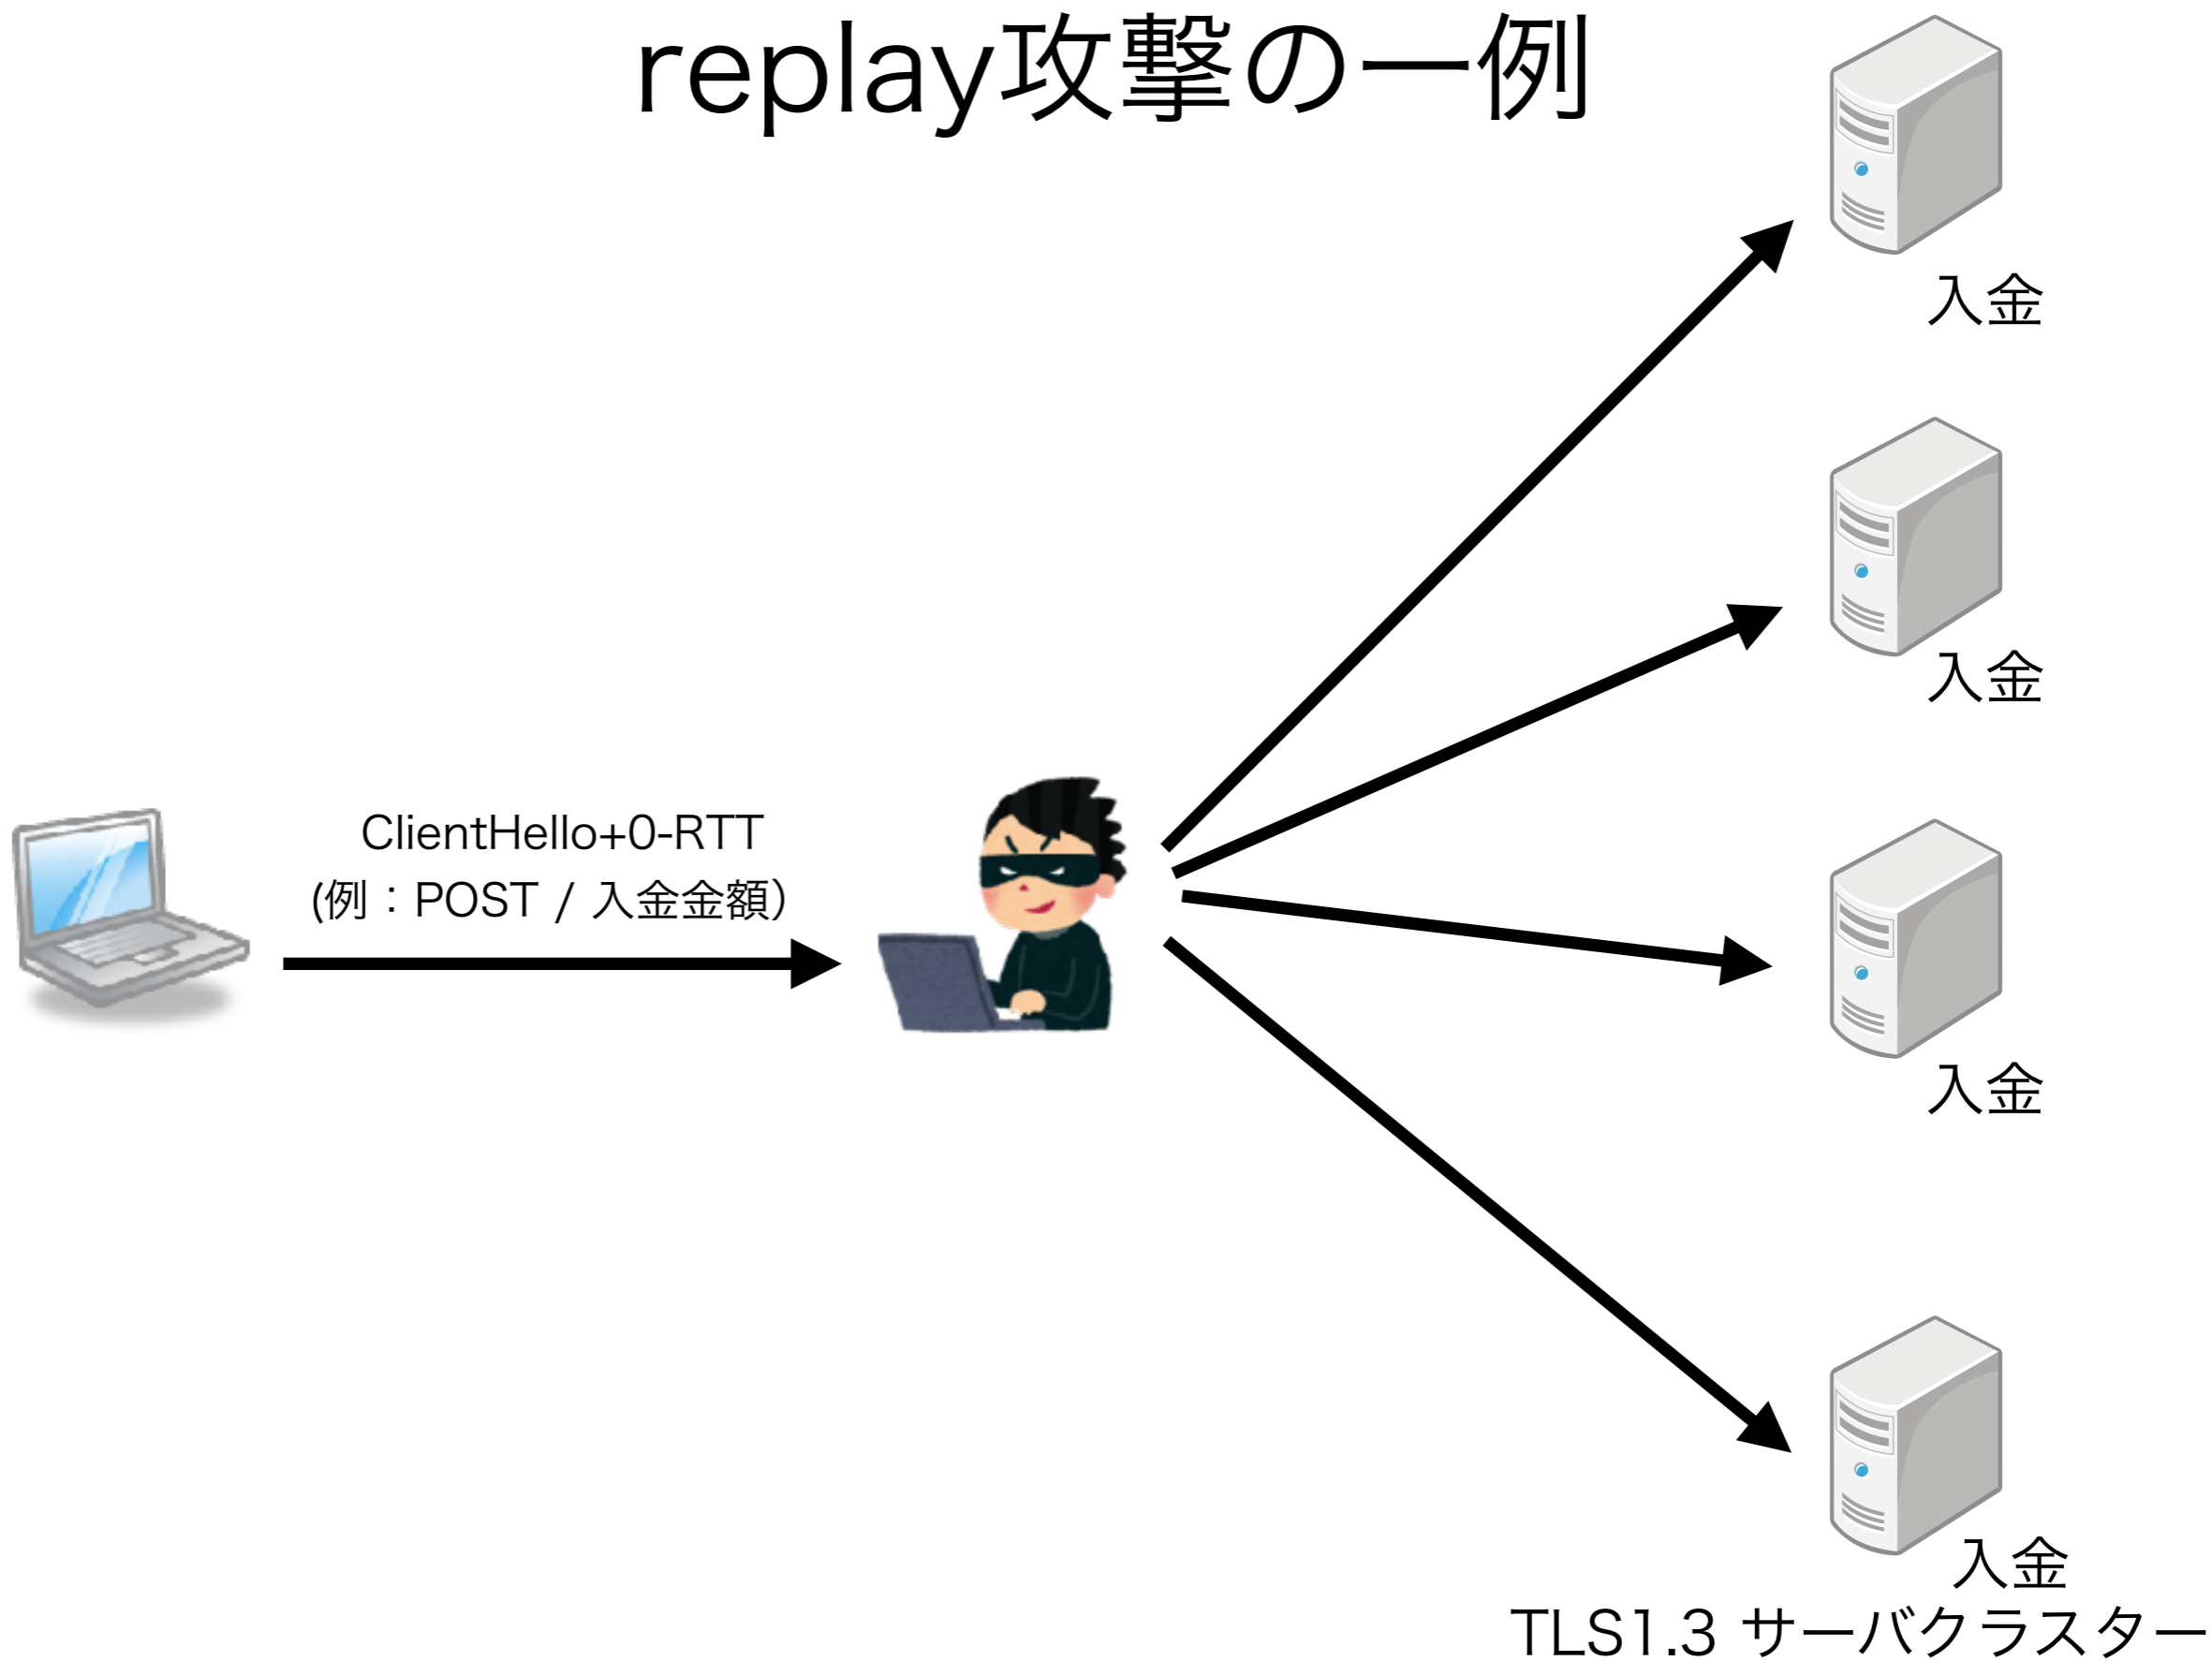 replay攻撃の一例
入金
入金
ClientHello+0-RTT
(例：POST / 入金金額）
入金
入金
TLS1.3 サーバクラスター